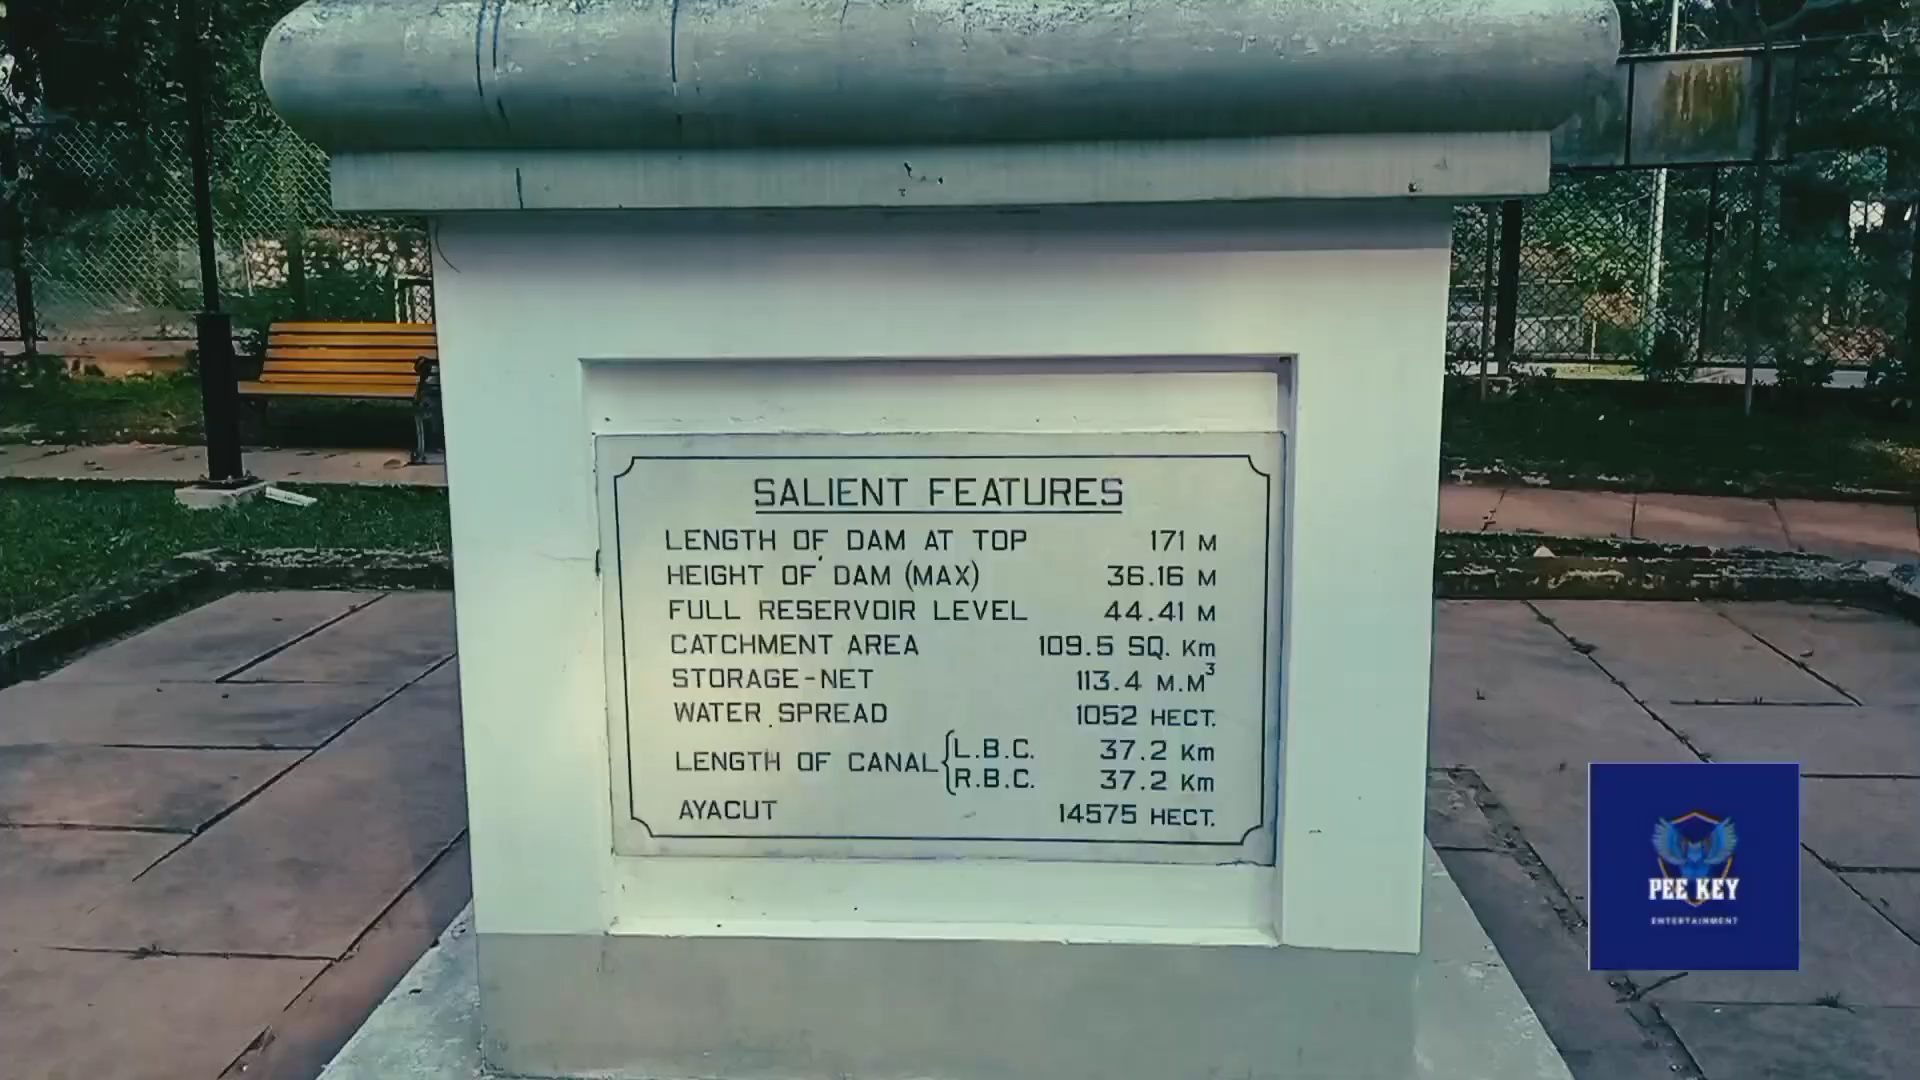 SALIENT FEATURES
LENGTH OF DAM AT TOP 171 M
HEIGHT OF DAM (MAX) 36.16 M
FULL RESERVOIR LEVEL 44.41 M
CATCHMENT AREA 109.5 SQ. Km
STORAGE-NET 113.4 M.M³
WATER SPREAD 1052 HECT.
LENGTH OF CANAL { L.B.C. 37.2 Km
R.B.C. 37.2 Km
AYACUT 14575 HECT.
PEE KEY
ENTERTAINMENT